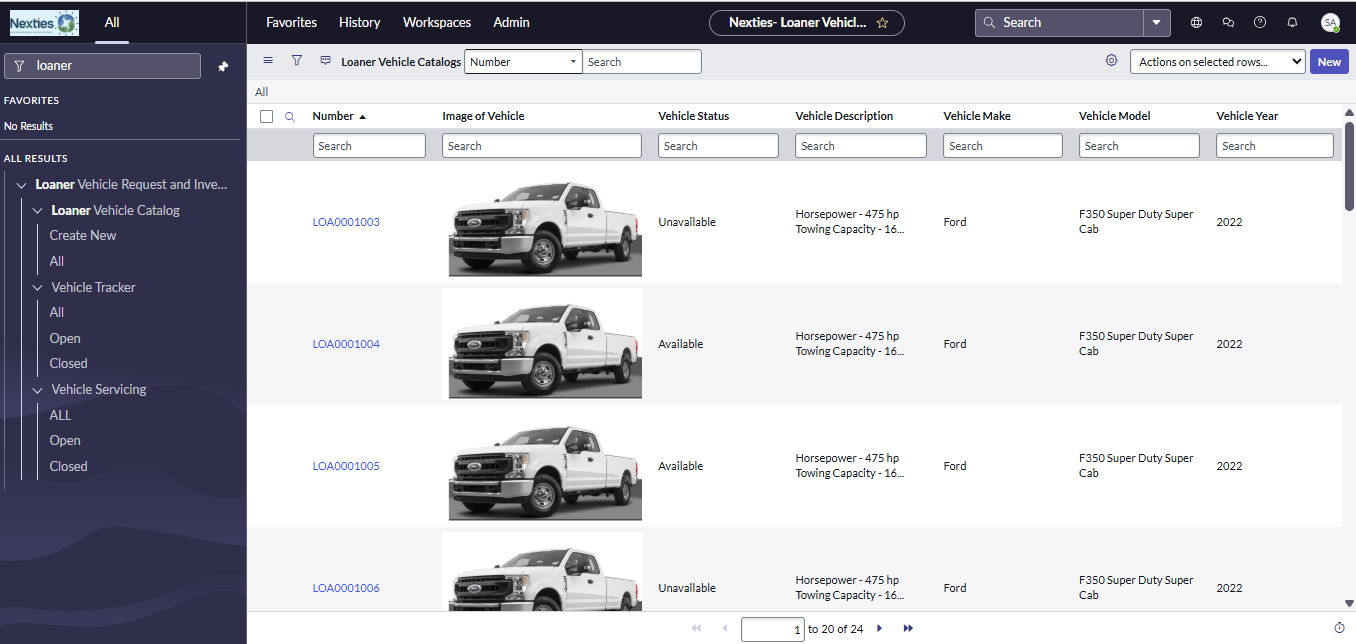 Nexties
All
Favorites
History
Workspaces
Admin
Nexties- Loaner Vehicl...
Search
SA
loaner
FAVORITES
No Results
ALL RESULTS
Loaner Vehicle Request and Inve...
Loaner Vehicle Catalog
Create New
All
Vehicle Tracker
All
Open
Closed
Vehicle Servicing
ALL
Open
Closed
Loaner Vehicle Catalogs
Number
Search
Actions on selected rows...
New
All
Number
Image of Vehicle
Vehicle Status
Vehicle Description
Vehicle Make
Vehicle Model
Vehicle Year
Search
Search
Search
Search
Search
Search
Search
LOA0001003
Unavailable
Horsepower - 475 hp
Towing Capacity - 16...
Ford
F350 Super Duty Super
Cab
2022
LOA0001004
Available
Horsepower - 475 hp
Towing Capacity - 16...
Ford
F350 Super Duty Super
Cab
2022
LOA0001005
Available
Horsepower - 475 hp
Towing Capacity - 16...
Ford
F350 Super Duty Super
Cab
2022
LOA0001006
Unavailable
Horsepower - 475 hp
Towing Capacity - 16...
Ford
F350 Super Duty Super
Cab
2022
1 to 20 of 24